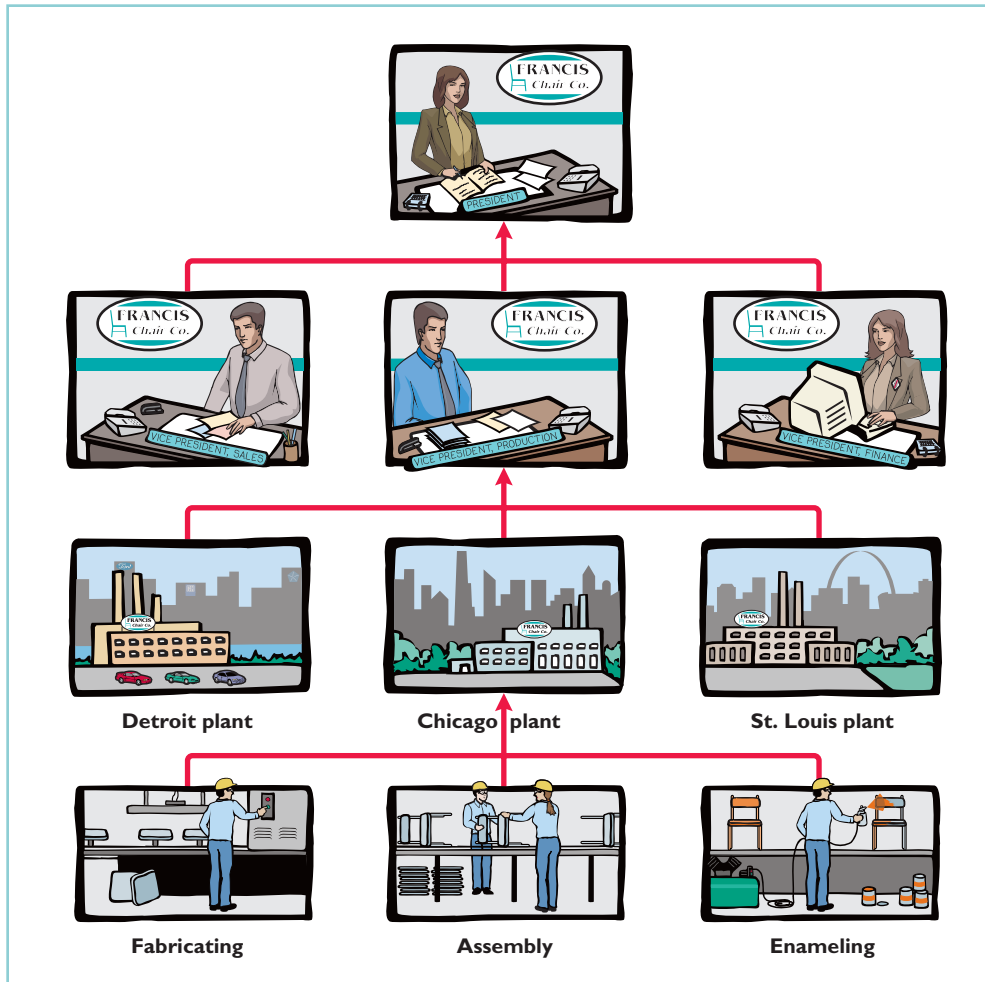 FRANCIS
Chair Co.
PRESIDENT
FRANCIS
Chair Co.
VICE PRESIDENT, SALES
FRANCIS
Chair Co.
VICE PRESIDENT, PRODUCTION
FRANCIS
Chair Co.
VICE PRESIDENT, FINANCE
FRANCIS
Chair Co.
FRANCIS
Chair Co.
FRANCIS
Chair Co.
Detroit plant
Chicago plant
St. Louis plant
Fabricating
Assembly
Enameling